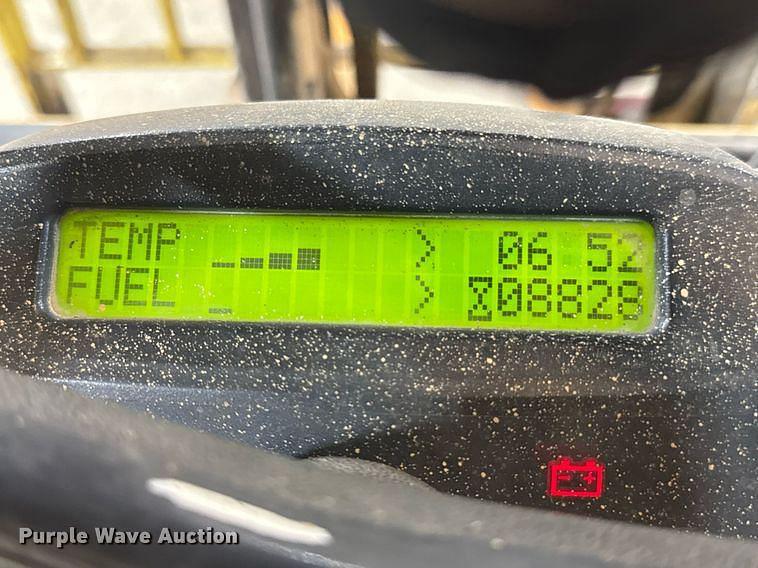 TEMP > 06 52
FUEL > 08828
Purple Wave Auction